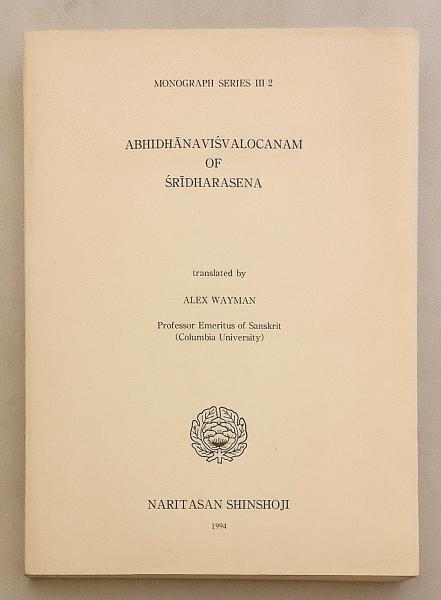 MONOGRAPH SERIES III 2
ABHIDHĀNAVIŚVALOCANAM
OF
ŚRĪDHARASENA
translated by
ALEX WAYMAN
Professor Emeritus of Sanskrit
(Columbia University)
NARITASAN SHINSHOJI
1994